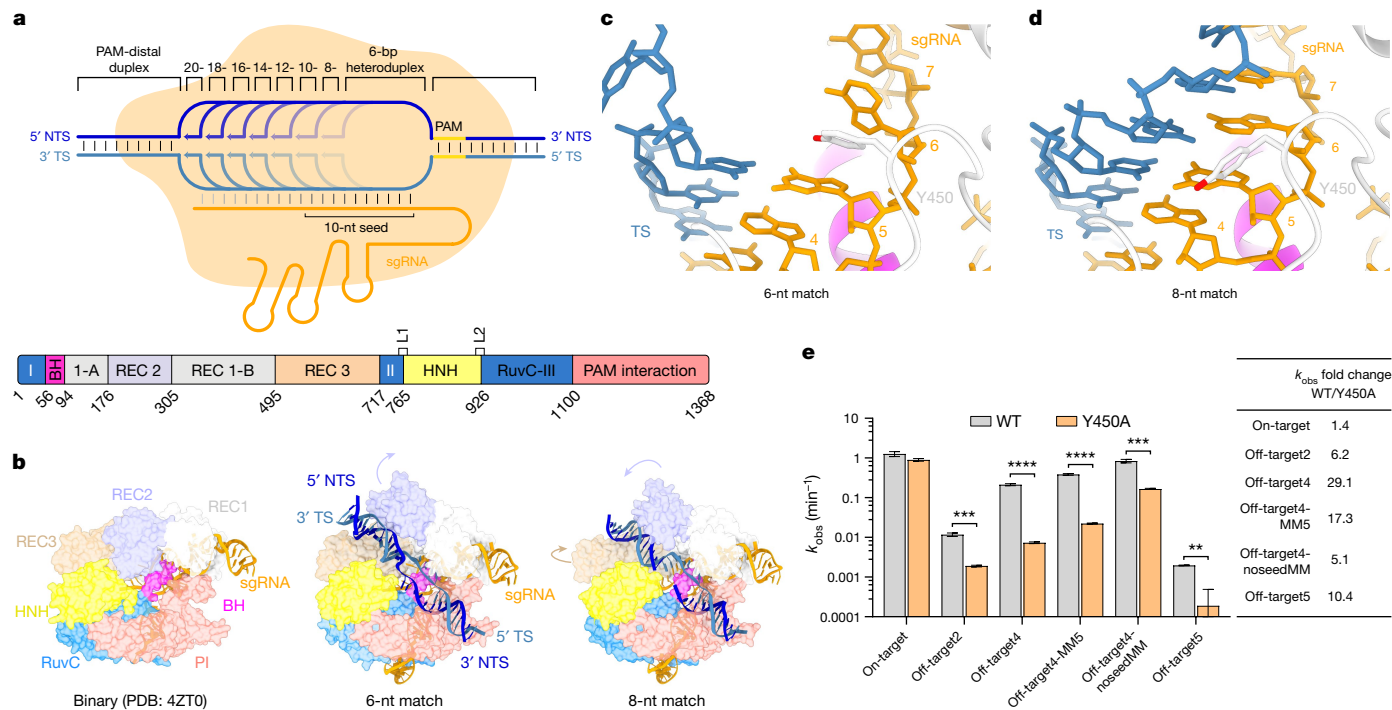 a
PAM-distal
duplex
20- 18- 16- 14- 12- 10- 8-
6-bp
heteroduplex
PAM
5′ NTS
3′ NTS
3′ TS
5′ TS
10-nt seed
sgRNA
L1
L2
I
BH
1-A
REC 2
REC 1-B
REC 3
II
HNH
RuvC-III
PAM interaction
1
56
94
176
305
495
717
765
926
1100
1368
b
REC2
REC1
REC3
sgRNA
HNH
BH
RuvC
PI
Binary (PDB: 4ZT0)
5′ NTS
3′ TS
sgRNA
5′ TS
3′ NTS
6-nt match
8-nt match
c
sgRNA
7
6
Y450
TS
4
5
6-nt match
d
sgRNA
7
6
Y450
TS
4
5
8-nt match
e
WT
Y450A
kobs (min−1)
10
1
0.1
0.01
0.001
0.0001
***
****
****
***
**
On-target
Off-target2
Off-target4
Off-target4-MM5
Off-target4-
noseedMM
Off-target5
kobs fold change
WT/Y450A
On-target 1.4
Off-target2 6.2
Off-target4 29.1
Off-target4-
MM5 17.3
Off-target4-
noseedMM 5.1
Off-target5 10.4